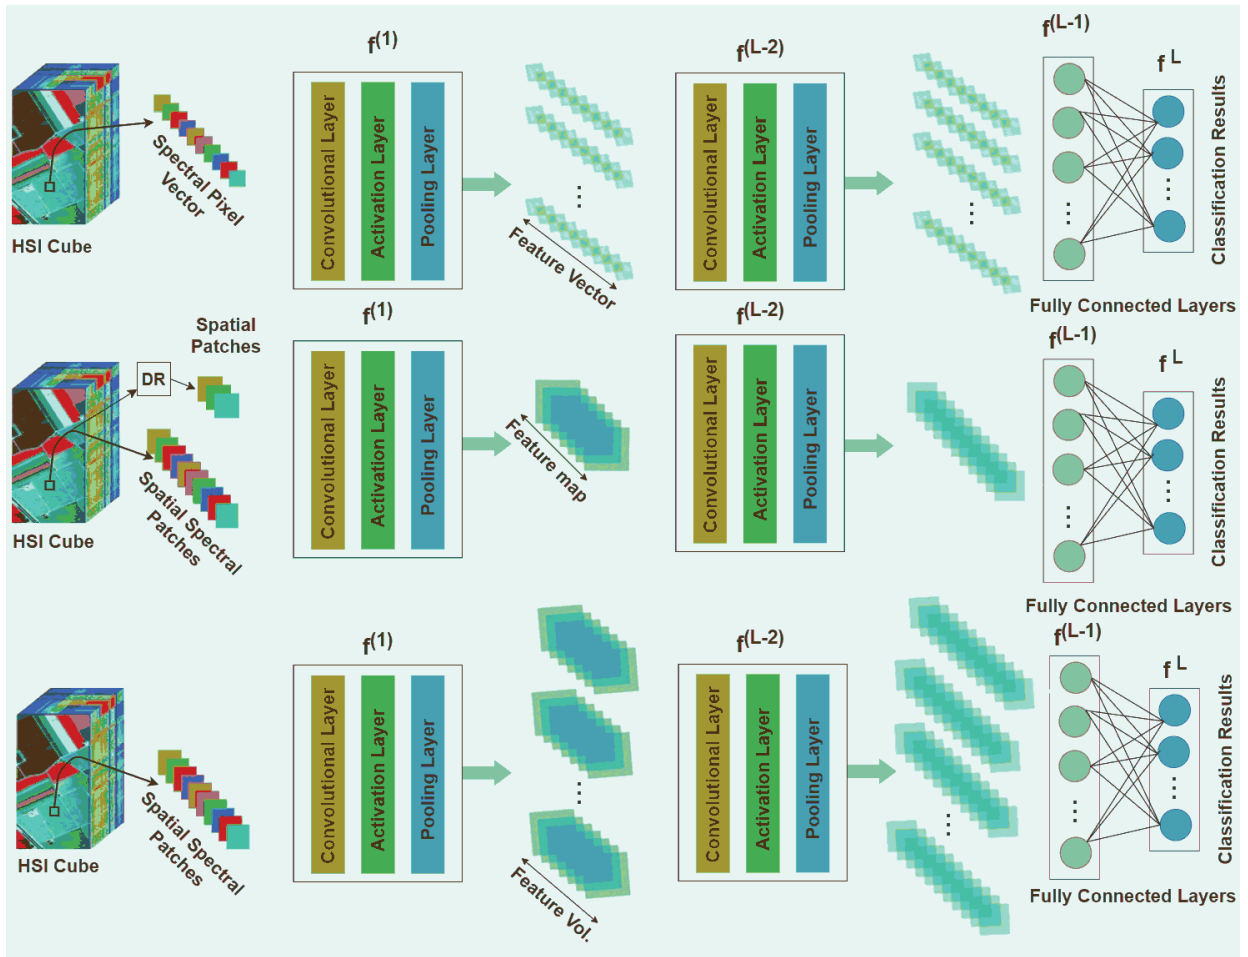 f(1)
f(L-2)
f(L-1)
f L
HSI Cube
Spectral Pixel
Vector
Convolutional Layer
Activation Layer
Pooling Layer
...
Feature Vector
Convolutional Layer
Activation Layer
Pooling Layer
...
...
...
Classification Results
Fully Connected Layers
f(1)
f(L-2)
f(L-1)
f L
Spatial
Patches
DR
HSI Cube
Spatial Spectral
Patches
Convolutional Layer
Activation Layer
Pooling Layer
Feature map
Convolutional Layer
Activation Layer
Pooling Layer
...
...
Classification Results
Fully Connected Layers
f(1)
f(L-2)
f(L-1)
f L
HSI Cube
Spatial Spectral
Patches
Convolutional Layer
Activation Layer
Pooling Layer
...
Feature Vol.
Convolutional Layer
Activation Layer
Pooling Layer
...
...
...
Classification Results
Fully Connected Layers